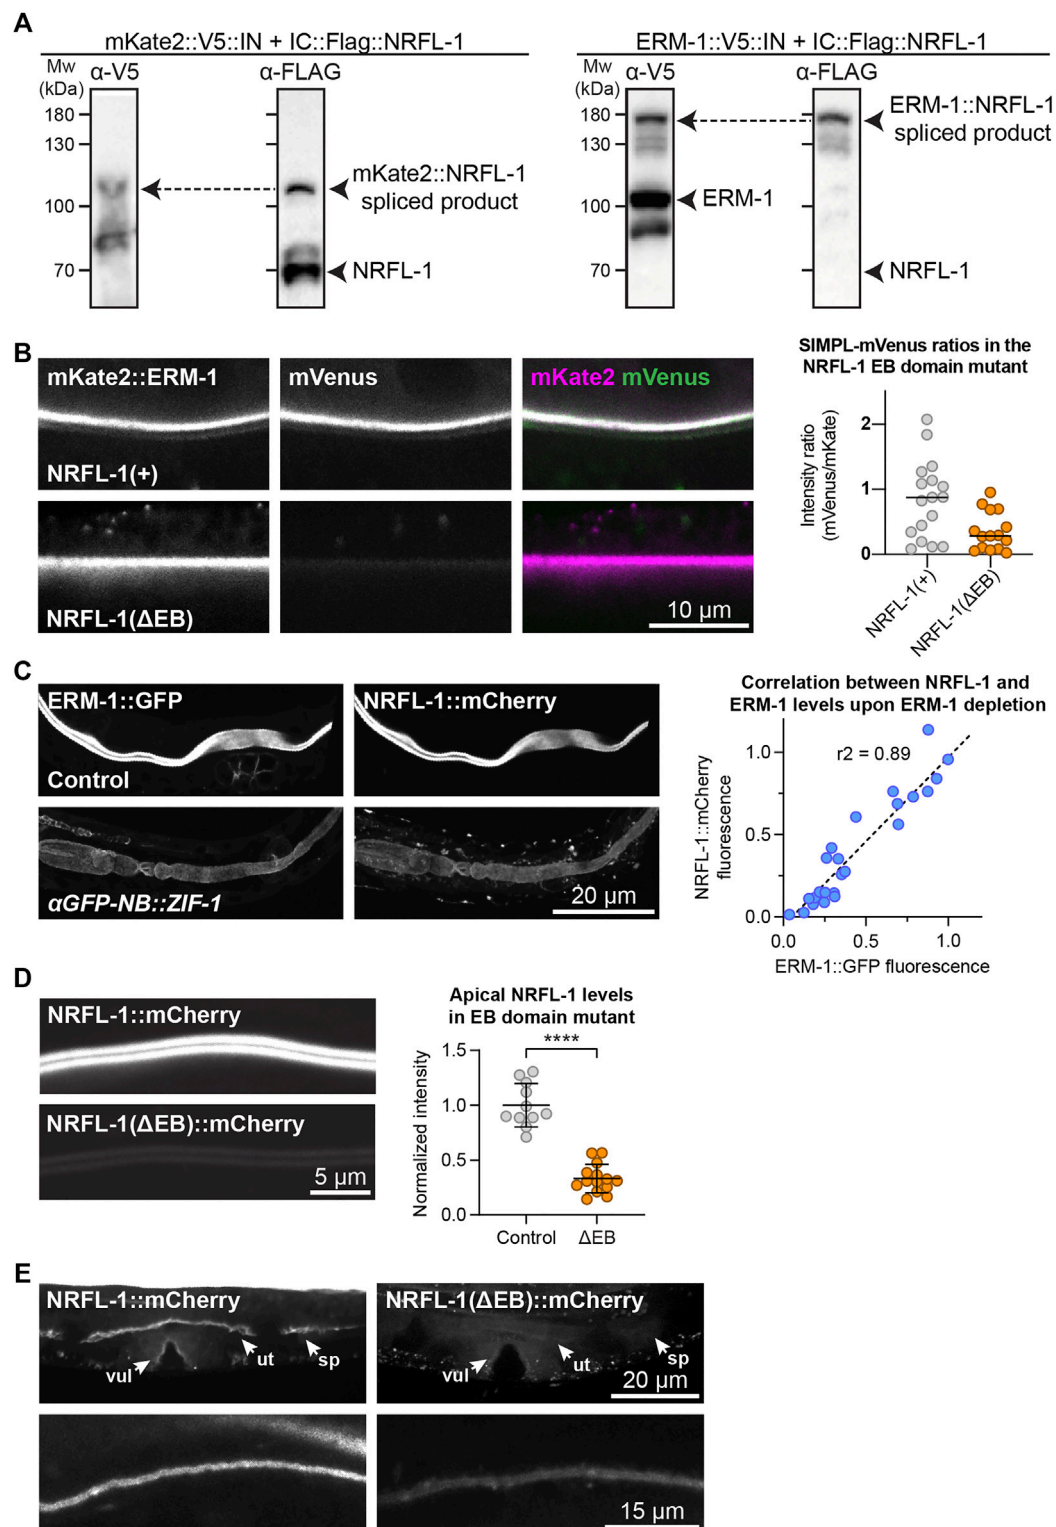 A
mKate2::V5::IN + IC::Flag::NRFL-1
Mw
(kDa)
α-V5
α-FLAG
180
130
100
70
mKate2::NRFL-1
spliced product
NRFL-1
ERM-1::V5::IN + IC::Flag::NRFL-1
Mw
(kDa)
α-V5
α-FLAG
180
130
100
70
ERM-1::NRFL-1
spliced product
ERM-1
NRFL-1
B
mKate2::ERM-1
mVenus
mKate2 mVenus
NRFL-1(+)
NRFL-1(ΔEB)
10 µm
SIMPL-mVenus ratios in the
NRFL-1 EB domain mutant
Intensity ratio
(mVenus/mKate)
2
1
0
NRFL-1(+)
NRFL-1(ΔEB)
C
ERM-1::GFP
NRFL-1::mCherry
Control
αGFP-NB::ZIF-1
20 µm
Correlation between NRFL-1 and
ERM-1 levels upon ERM-1 depletion
r2 = 0.89
NRFL-1::mCherry
fluorescence
1.0
0.5
0.0
0.0
0.5
1.0
ERM-1::GFP fluorescence
D
NRFL-1::mCherry
NRFL-1(ΔEB)::mCherry
5 µm
Apical NRFL-1 levels
in EB domain mutant
****
Normalized intensity
1.5
1.0
0.5
0.0
Control
ΔEB
E
NRFL-1::mCherry
vul
ut
sp
NRFL-1(ΔEB)::mCherry
vul
ut
sp
20 µm
15 µm